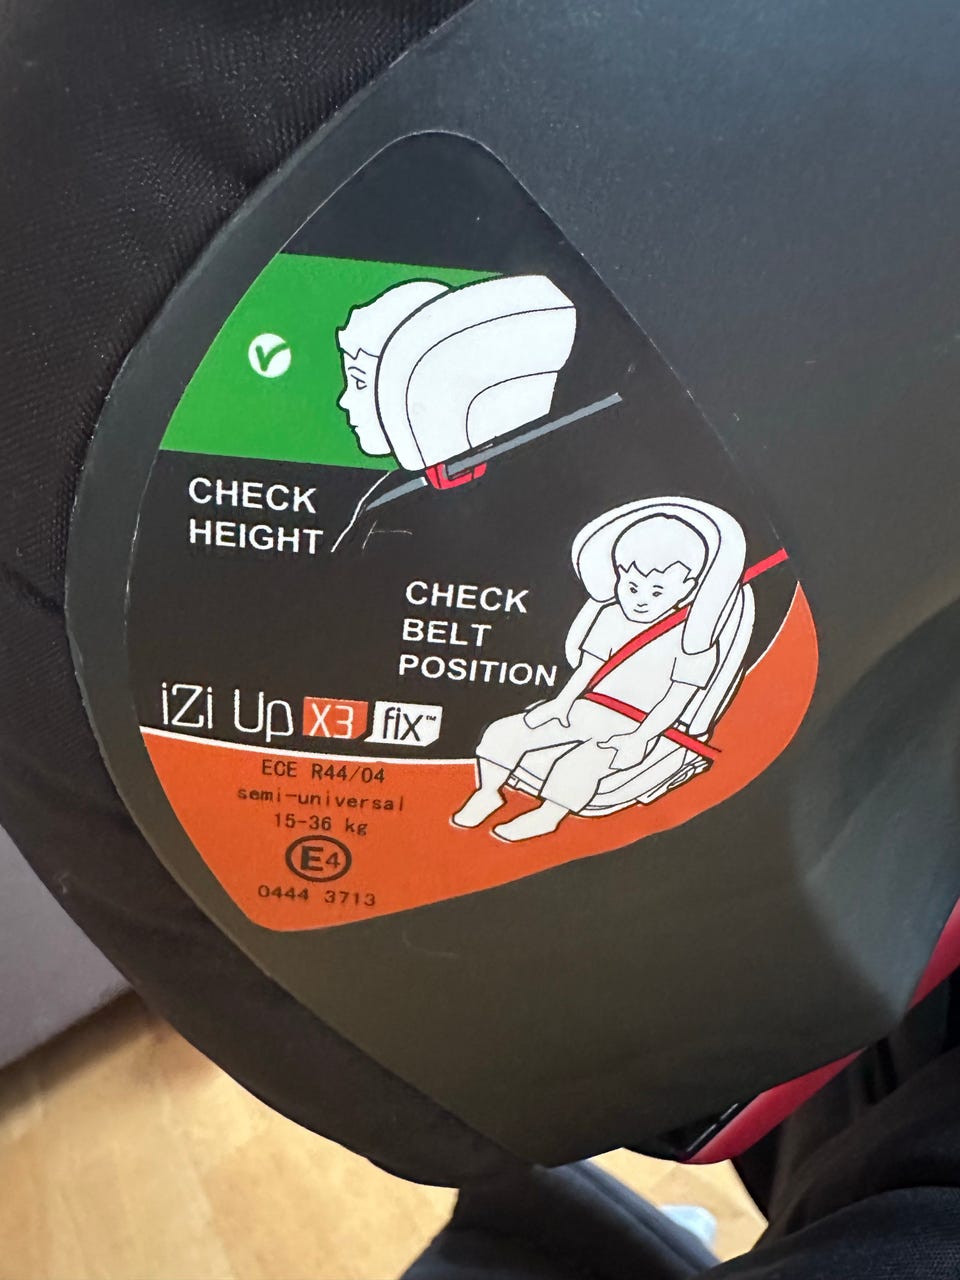 CHECK
HEIGHT
CHECK
BELT
POSITION
iZi Up X3 fix™
ECE R44/04
semi-universal
15-36 kg
E4
0444 3713